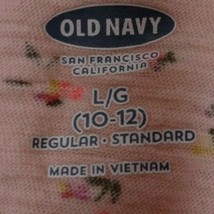 OLD NAVY
SAN FRANCISCO
CALIFORNIA
L/G
(10-12)
REGULAR · STANDARD
MADE IN VIETNAM